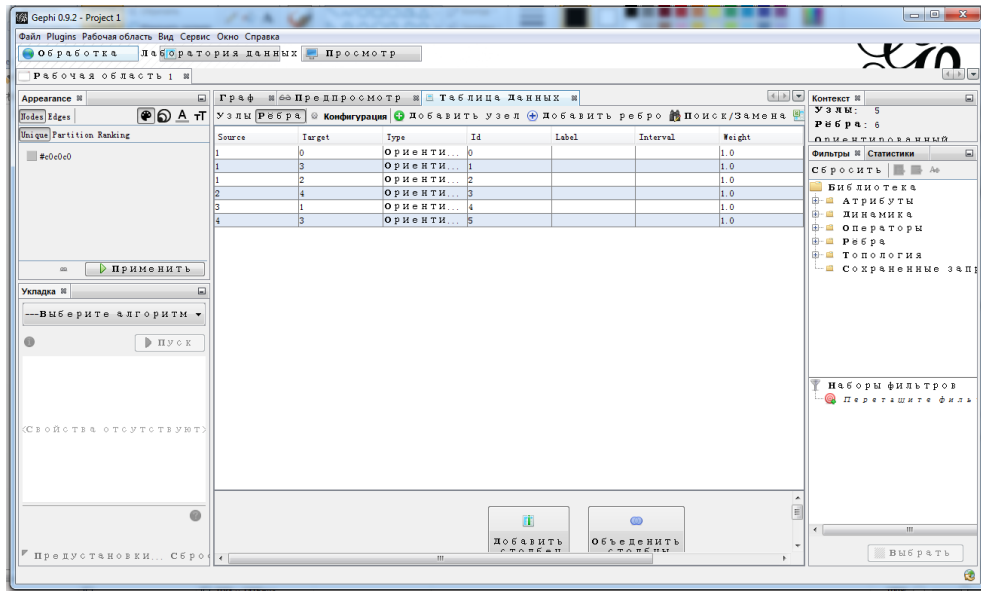 Gephi 0.9.2 - Project 1
Файл Plugins Рабочая область Вид Сервис Окно Справка
Обработка Лаборатория данных Просмотр
Рабочая область 1
Appearance
Nodes Edges
Unique Partition Ranking
#c0c0c0
Применить
Укладка
---Выберите алгоритм
Пуск
<Свойства отсутствуют>
Предустановки... Сбро
Граф Предпросмотр Таблица данных
Узлы Рёбра Конфигурация Добавить узел Добавить ребро Поиск/Замена
Source Target Type Id Label Interval Weight
1 0 Ориенти... 0 1.0
1 3 Ориенти... 1 1.0
1 2 Ориенти... 2 1.0
2 4 Ориенти... 3 1.0
3 1 Ориенти... 4 1.0
4 3 Ориенти... 5 1.0
Добавить столбец
Объеденить столбцы
Контекст
Узлы: 5
Рёбра: 6
Ориентированный
Фильтры Статистики
Сбросить
Библиотека
Атрибуты
Динамика
Операторы
Рёбра
Топология
Сохраненные запр
Наборы фильтров
Перетащите филь
Выбрать